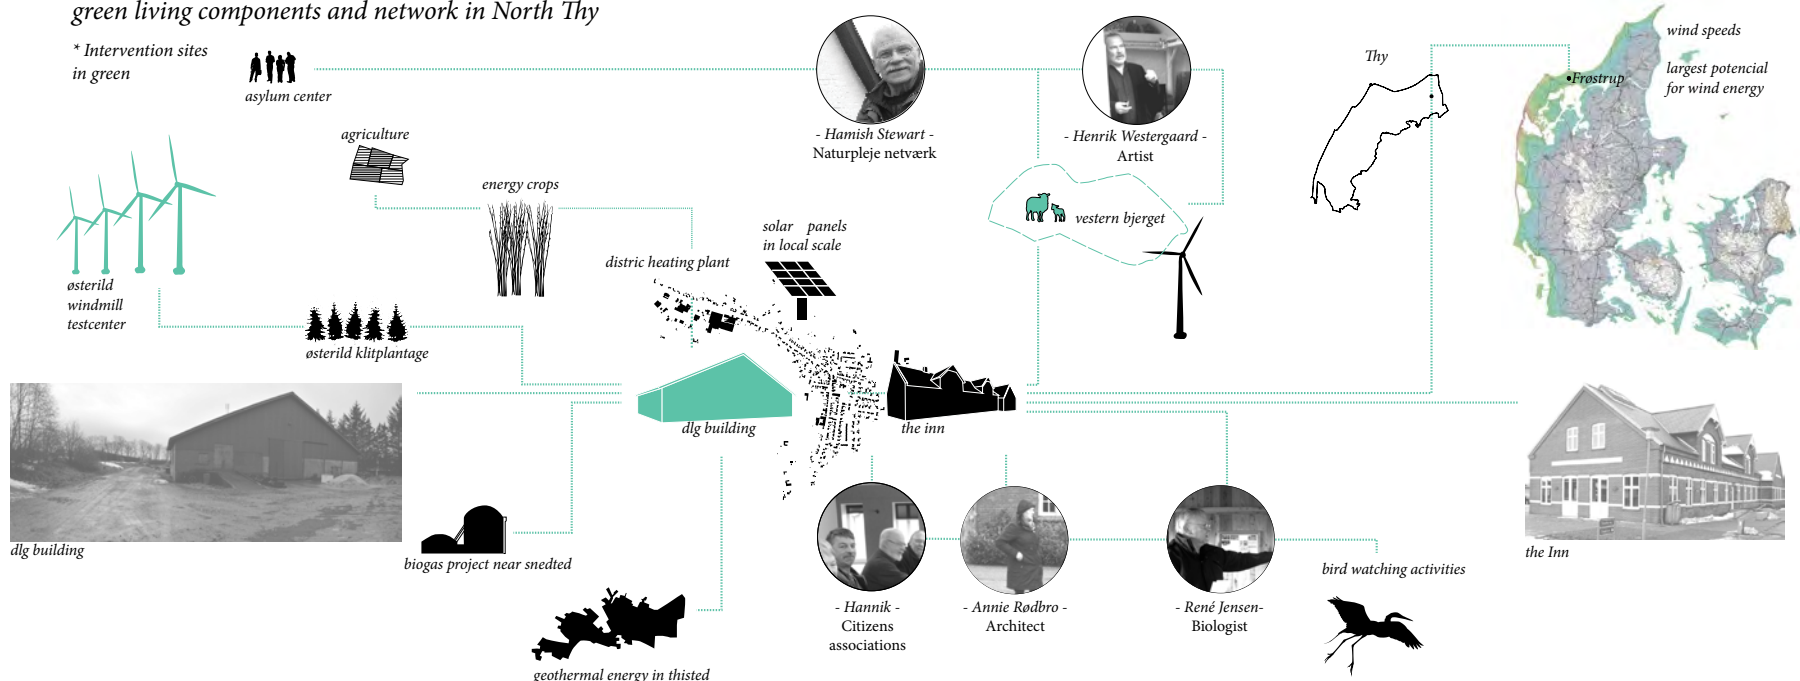 green living components and network in North Thy
* Intervention sites
in green
asylum center
agriculture
energy crops
østerild
windmill
testcenter
østerild klitplantage
distric heating plant
solar panels
in local scale
- Hamish Stewart -
Naturpleje netværk
- Henrik Westergaard -
Artist
vestern bjerget
Thy
Frøstrup
wind speeds
largest potencial
for wind energy
dlg building
the inn
dlg building
biogas project near snedted
geothermal energy in thisted
- Hannik -
Citizens
associations
- Annie Rødbro -
Architect
- René Jensen-
Biologist
bird watching activities
the Inn